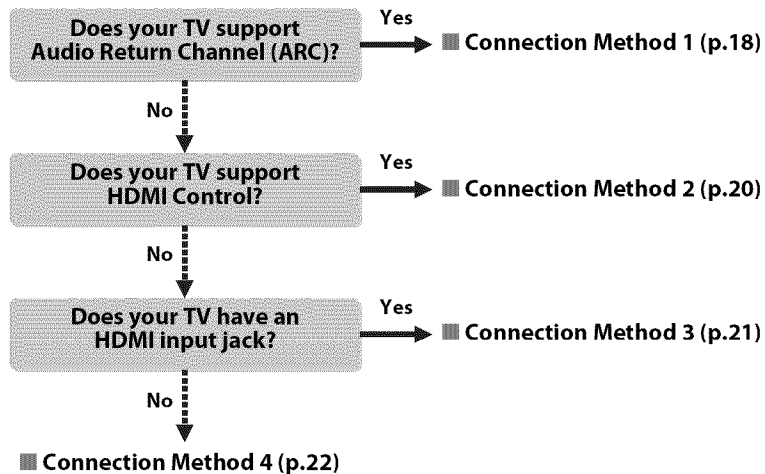 Does your TV support
Audio Return Channel (ARC)?
Yes
Connection Method 1 (p.18)
No
Does your TV support
HDMI Control?
Yes
Connection Method 2 (p.20)
No
Does your TV have an
HDMI input jack?
Yes
Connection Method 3 (p.21)
No
Connection Method 4 (p.22)